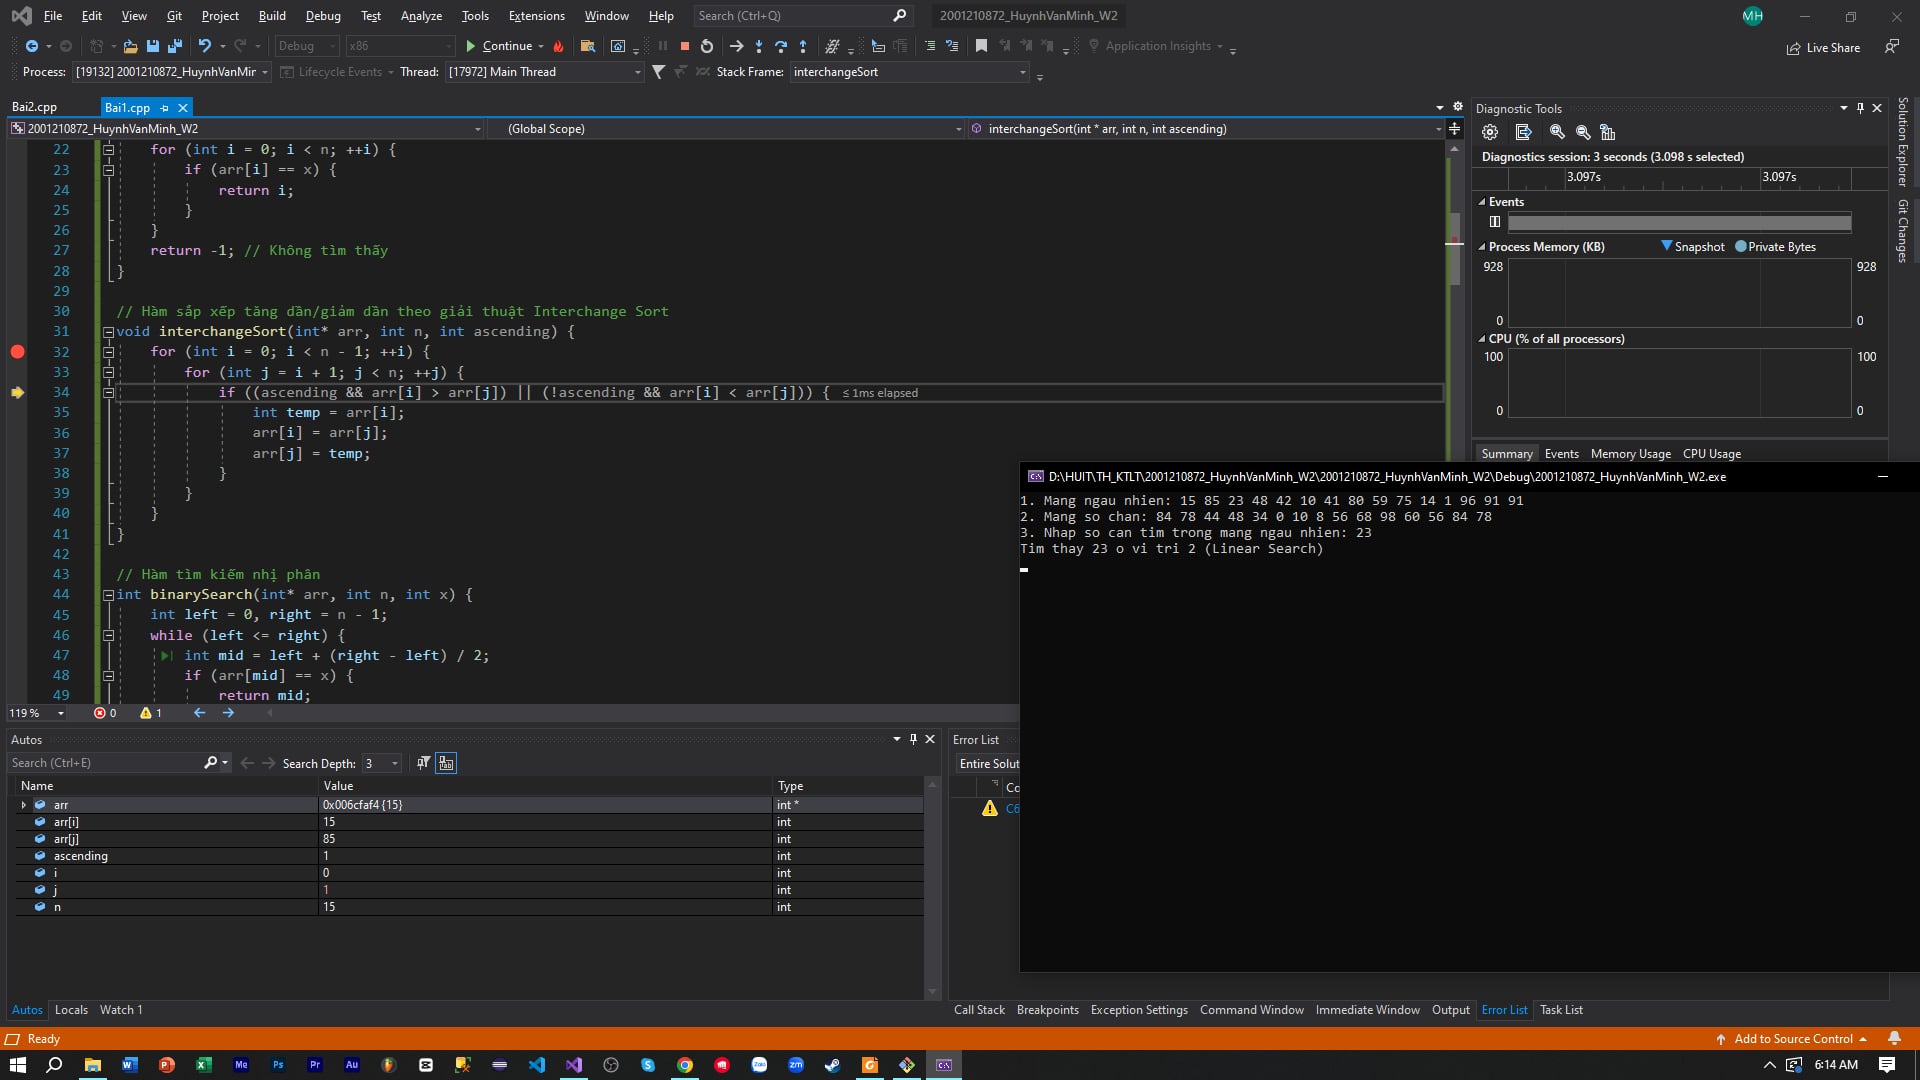 File Edit View Git Project Build Debug Test Analyze Tools Extensions Window Help Search (Ctrl+Q) 2001210872_HuynhVanMinh_W2 MH
Debug x86 Continue Application Insights Live Share
Process: [19132] 2001210872_HuynhVanMir Lifecycle Events Thread: [17972] Main Thread Stack Frame: interchangeSort
Bai2.cpp Bai1.cpp
2001210872_HuynhVanMinh_W2 (Global Scope) interchangeSort(int * arr, int n, int ascending)
22 for (int i = 0; i < n; ++i) {
23 if (arr[i] == x) {
24 return i;
25 }
26 }
27 return -1; // Không tìm thấy
28 }
29
30 // Hàm sắp xếp tăng dần/giảm dần theo giải thuật Interchange Sort
31 void interchangeSort(int* arr, int n, int ascending) {
32 for (int i = 0; i < n - 1; ++i) {
33 for (int j = i + 1; j < n; ++j) {
34 if ((ascending && arr[i] > arr[j]) || (!ascending && arr[i] < arr[j])) { ≤ 1ms elapsed
35 int temp = arr[i];
36 arr[i] = arr[j];
37 arr[j] = temp;
38 }
39 }
40 }
41 }
42
43 // Hàm tìm kiếm nhị phân
44 int binarySearch(int* arr, int n, int x) {
45 int left = 0, right = n - 1;
46 while (left <= right) {
47 int mid = left + (right - left) / 2;
48 if (arr[mid] == x) {
49 return mid;
119 % 0 1
Diagnostic Tools
Diagnostics session: 3 seconds (3.098 s selected)
3.097s 3.097s
Events
Process Memory (KB) Snapshot Private Bytes
928 928
0 0
CPU (% of all processors)
100 100
0 0
Summary Events Memory Usage CPU Usage
Solution Explorer
Git Changes
D:\HUIT\TH_KTLT\2001210872_HuynhVanMinh_W2\2001210872_HuynhVanMinh_W2\Debug\2001210872_HuynhVanMinh_W2.exe
1. Mang ngau nhien: 15 85 23 48 42 10 41 80 59 75 14 1 96 91 91
2. Mang so chan: 84 78 44 48 34 0 10 8 56 68 98 60 56 84 78
3. Nhap so can tim trong mang ngau nhien: 23
Tim thay 23 o vi tri 2 (Linear Search)
Autos
Search (Ctrl+E) Search Depth: 3
Name Value Type
arr 0x006cfaf4 {15} int *
arr[i] 15 int
arr[j] 85 int
ascending 1 int
i 0 int
j 1 int
n 15 int
Autos Locals Watch 1
Error List
Entire Solut
Co
C6
Call Stack Breakpoints Exception Settings Command Window Immediate Window Output Error List Task List
Ready Add to Source Control
6:14 AM